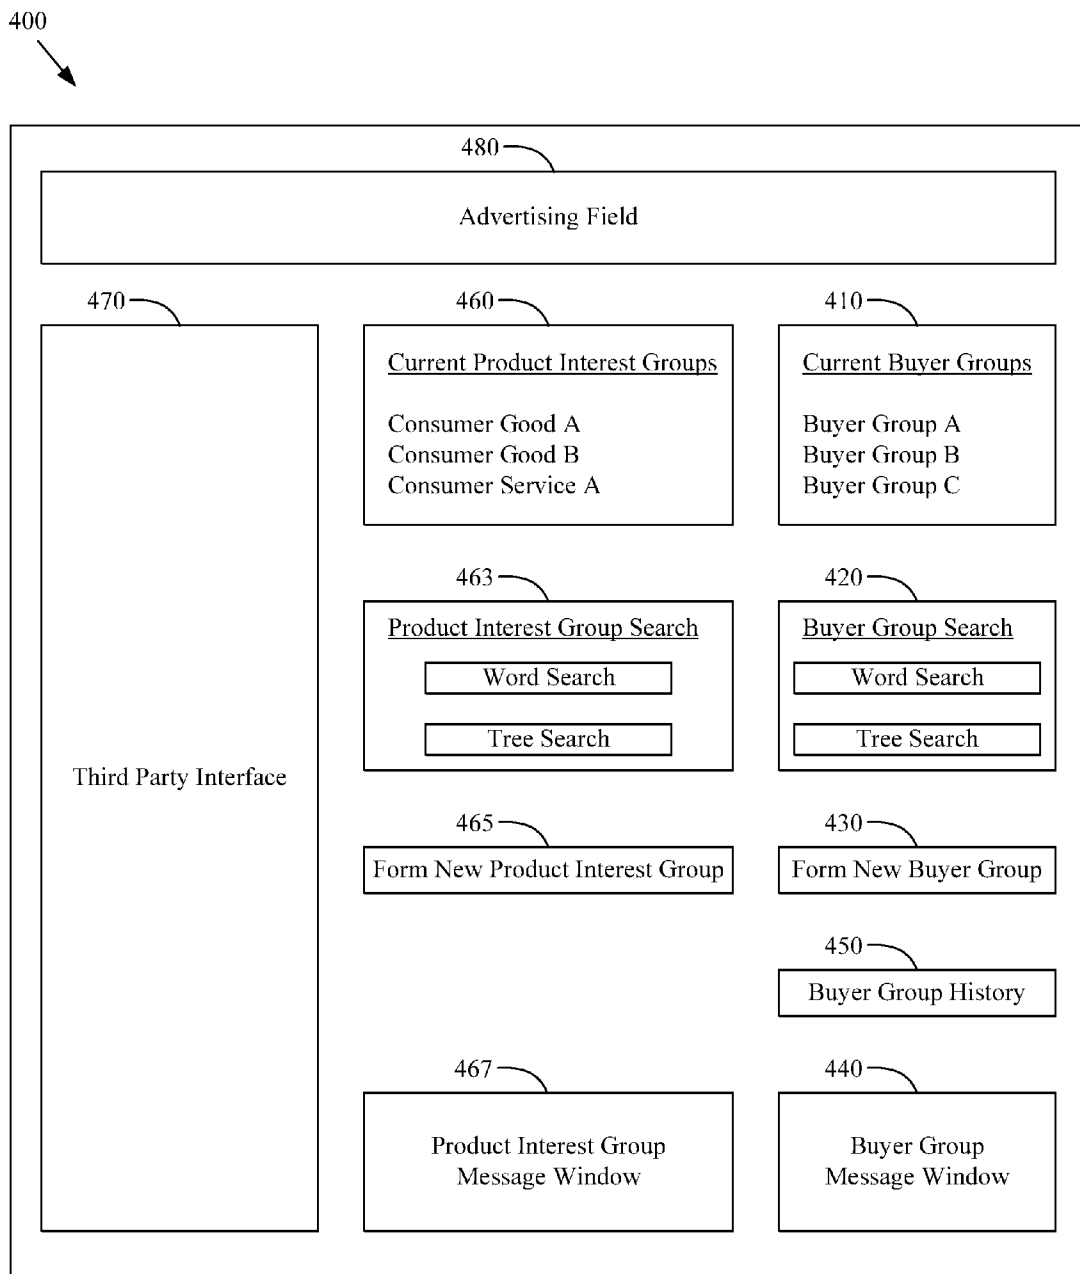 400
480
Advertising Field
470
460
410
Third Party Interface
Current Product Interest Groups
Consumer Good A
Consumer Good B
Consumer Service A
Current Buyer Groups
Buyer Group A
Buyer Group B
Buyer Group C
463
Product Interest Group Search
Word Search
Tree Search
420
Buyer Group Search
Word Search
Tree Search
465
Form New Product Interest Group
430
Form New Buyer Group
450
Buyer Group History
467
Product Interest Group
Message Window
440
Buyer Group
Message Window